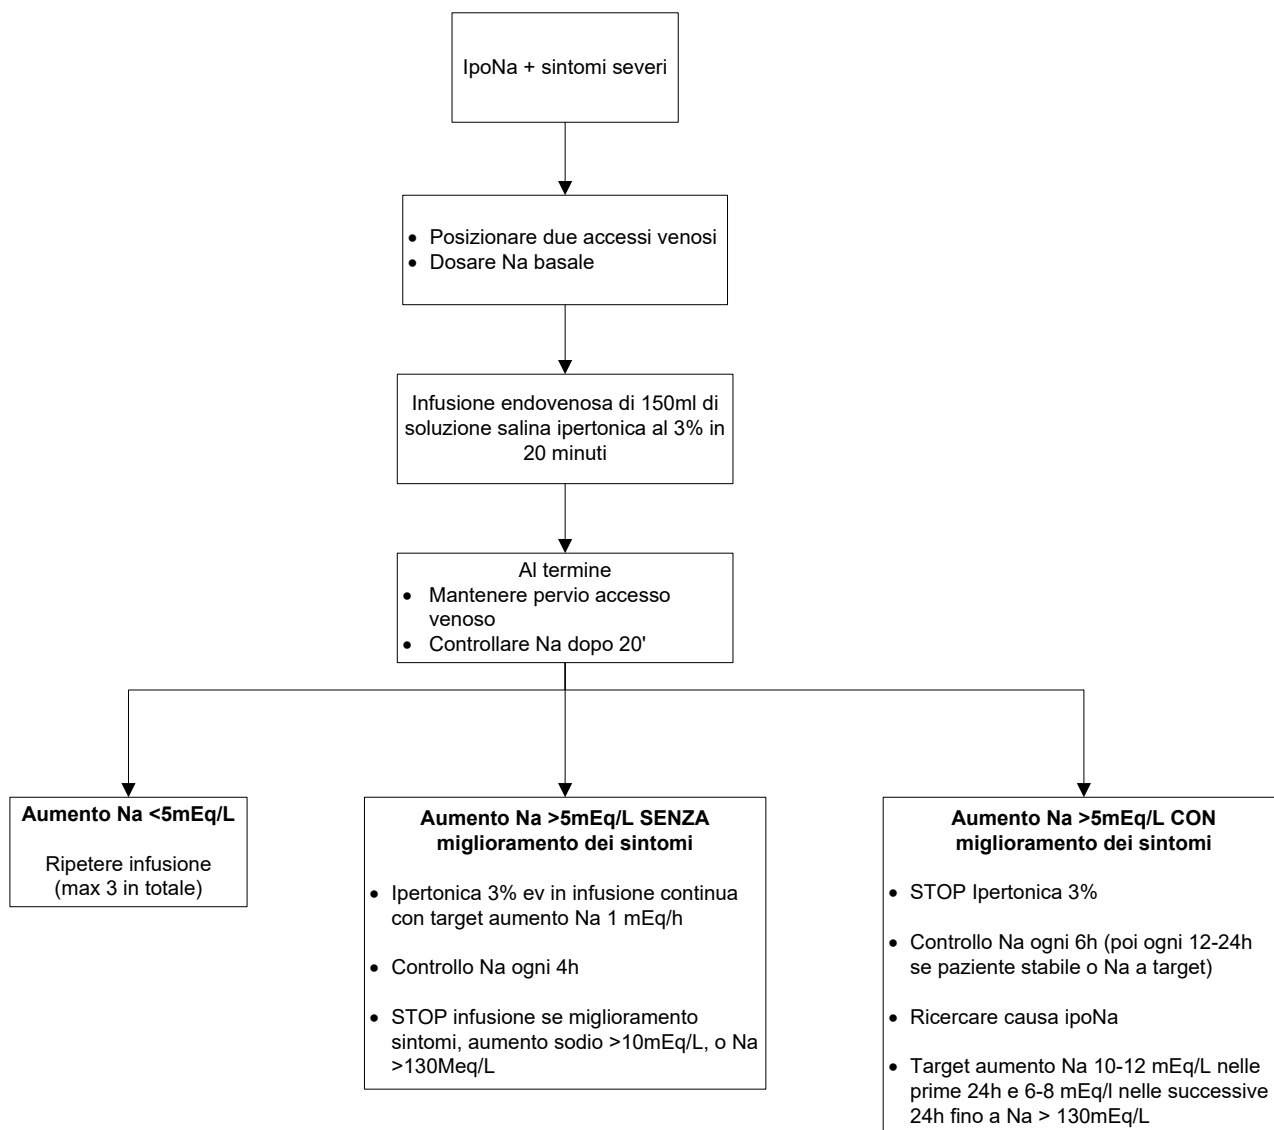 IpoNa + sintomi severi
• Posizionare due accessi venosi
• Dosare Na basale
Infusione endovenosa di 150ml di
soluzione salina ipertonica al 3% in
20 minuti
Al termine
• Mantenere pervio accesso
venoso
• Controllare Na dopo 20'
Aumento Na <5mEq/L
Ripetere infusione
(max 3 in totale)
Aumento Na >5mEq/L SENZA
miglioramento dei sintomi
• Ipertonica 3% ev in infusione continua
con target aumento Na 1 mEq/h
• Controllo Na ogni 4h
• STOP infusione se miglioramento
sintomi, aumento sodio >10mEq/L, o Na
>130Meq/L
Aumento Na >5mEq/L CON
miglioramento dei sintomi
• STOP Ipertonica 3%
• Controllo Na ogni 6h (poi ogni 12-24h
se paziente stabile o Na a target)
• Ricercare causa ipoNa
• Target aumento Na 10-12 mEq/L nelle
prime 24h e 6-8 mEq/l nelle successive
24h fino a Na > 130mEq/L